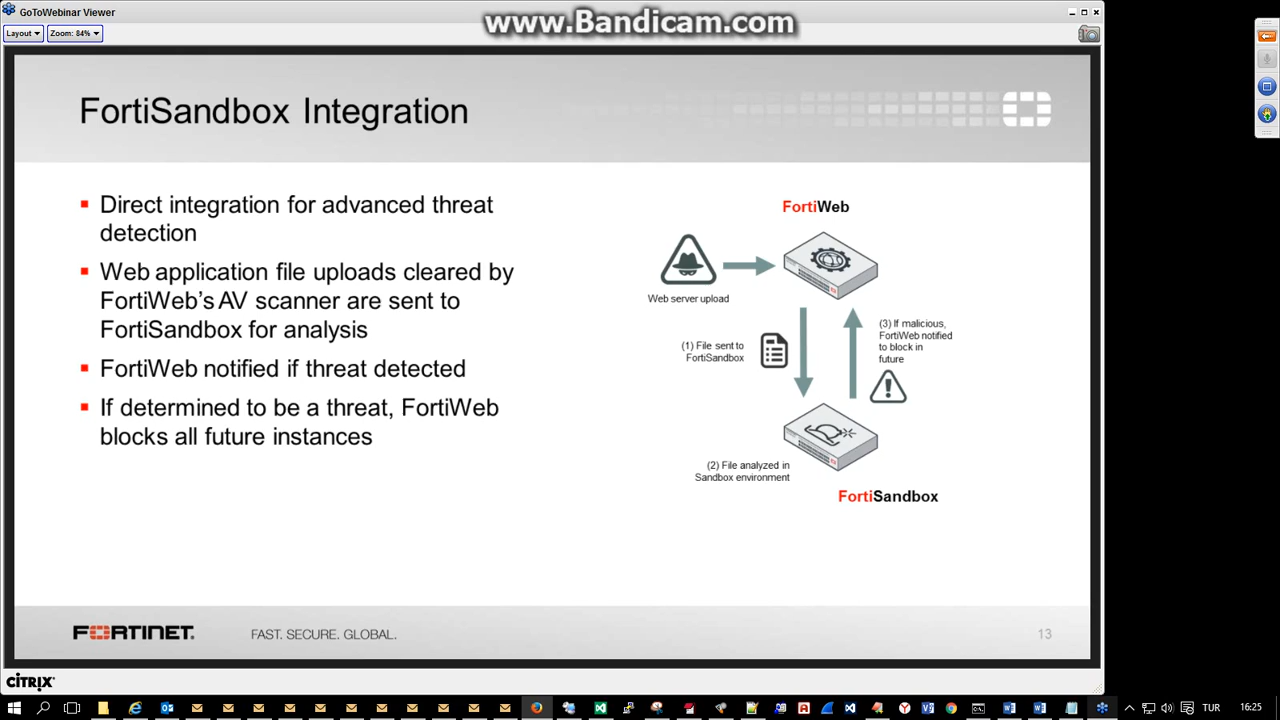 GoToWebinar Viewer
www.Bandicam.com
Layout
Zoom: 84%
FortiSandbox Integration
Direct integration for advanced threat
detection
Web application file uploads cleared by
FortiWeb's AV scanner are sent to
FortiSandbox for analysis
FortiWeb notified if threat detected
If determined to be a threat, FortiWeb
blocks all future instances
FortiWeb
Web server upload
(1) File sent to
FortiSandbox
(3) If malicious,
FortiWeb notified
to block in
future
(2) File analyzed in
Sandbox environment
FortiSandbox
FORTINET
FAST. SECURE. GLOBAL.
13
CITRIX
TUR
16:25